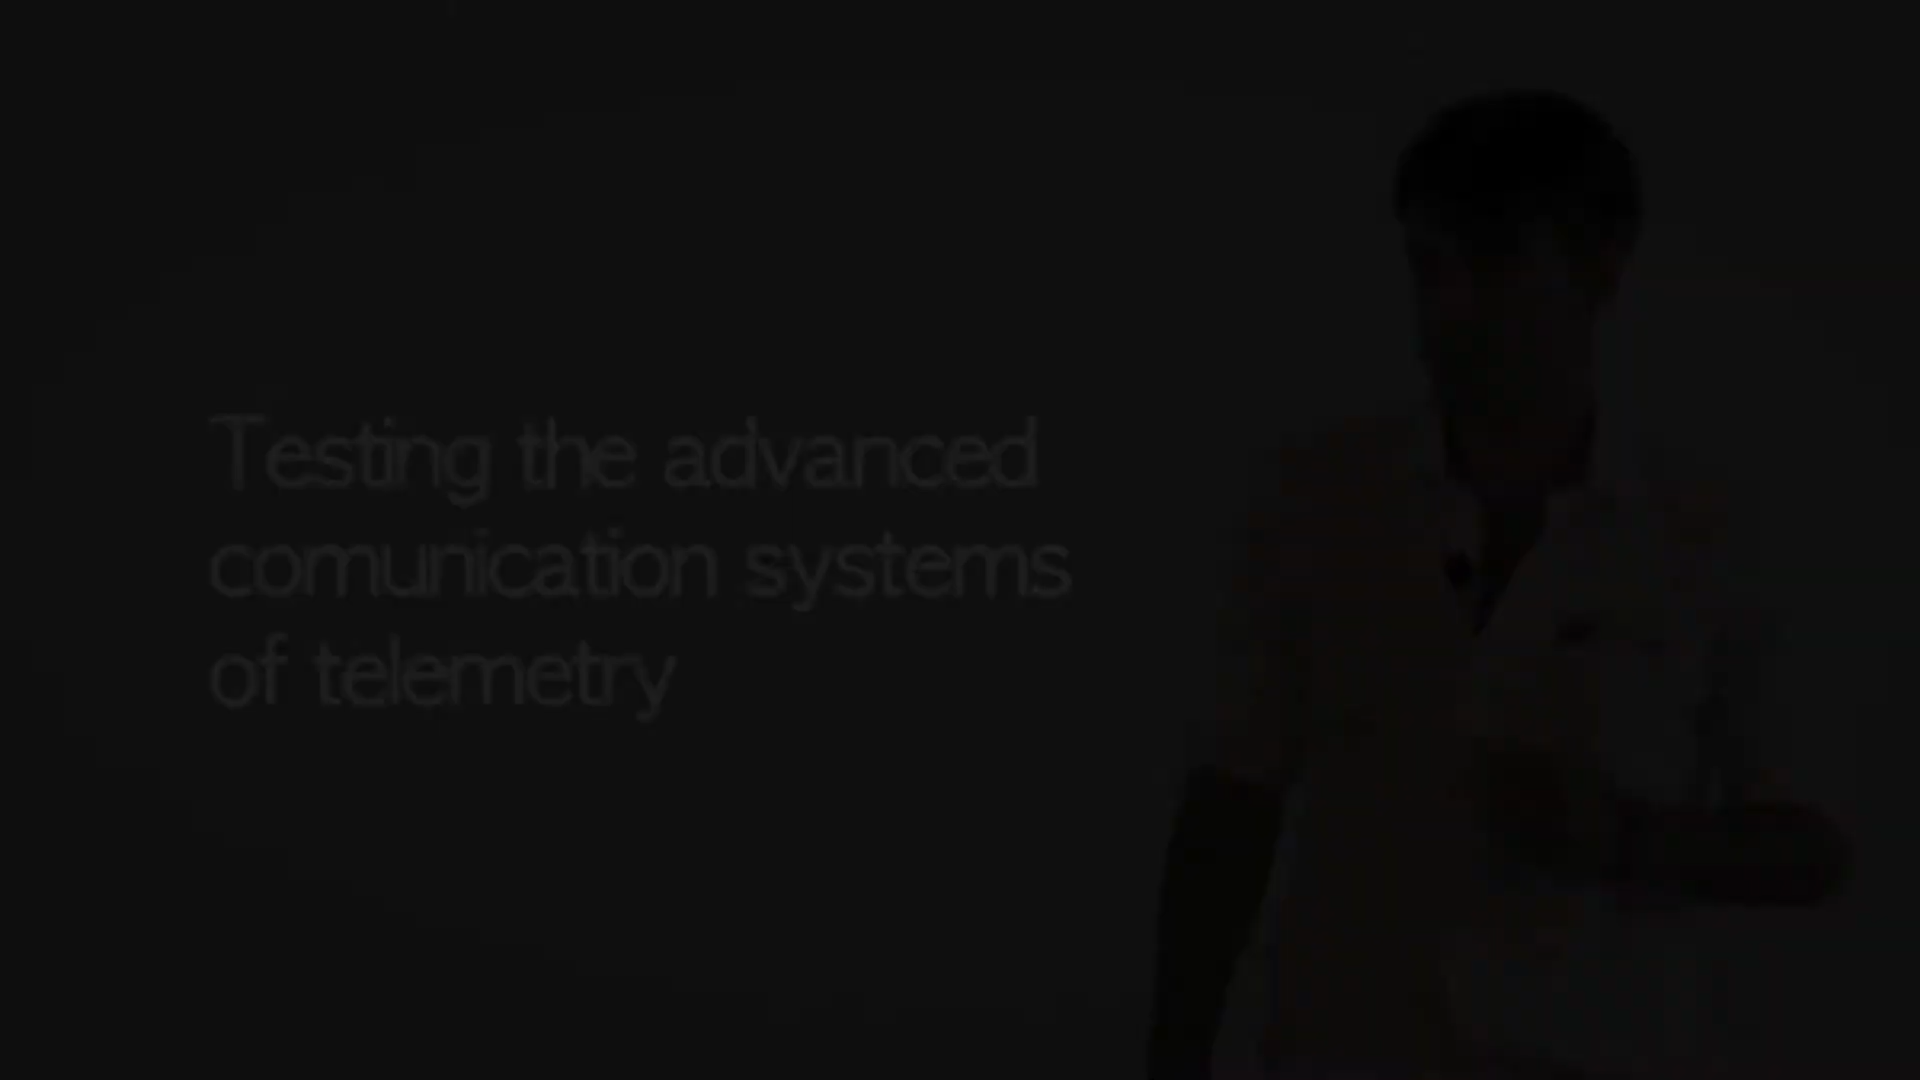 Testing the advanced
comunication systems
of telemetry